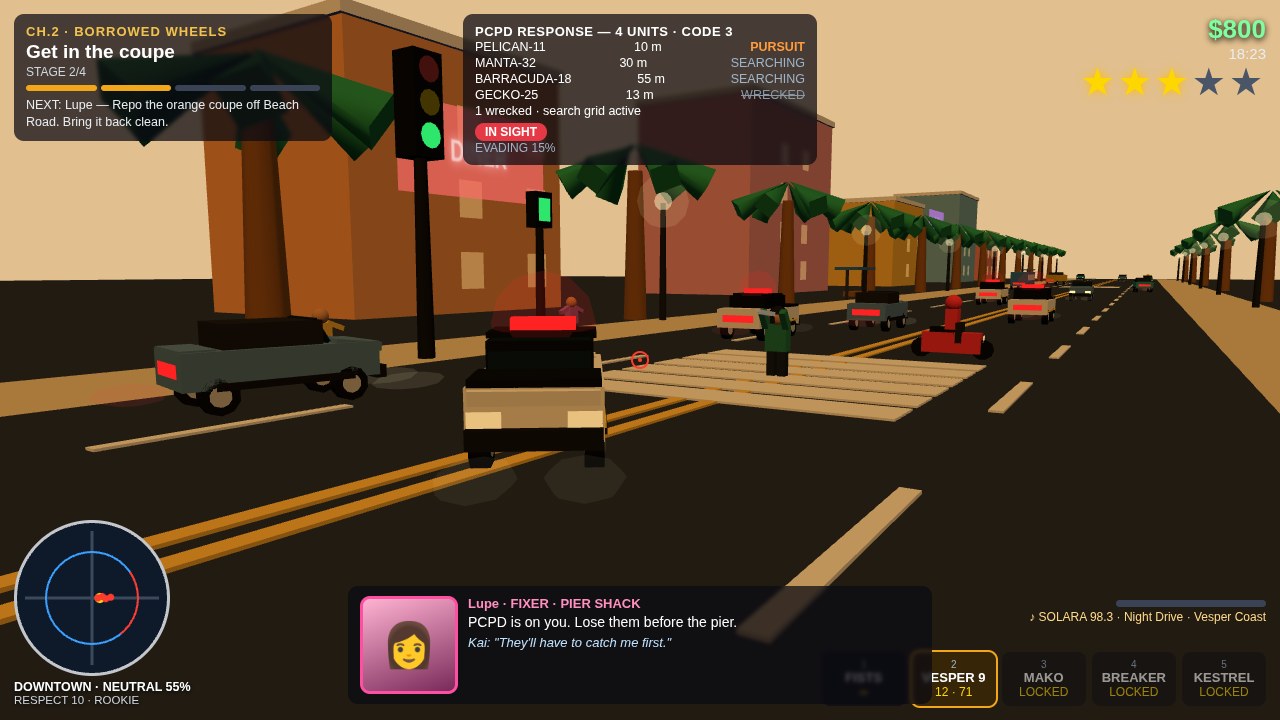 CH.2 · BORROWED WHEELS
Get in the coupe
STAGE 2/4
NEXT: Lupe — Repo the orange coupe off Beach
Road. Bring it back clean.
PCPD RESPONSE — 4 UNITS · CODE 3
PELICAN-11 10 m PURSUIT
MANTA-32 30 m SEARCHING
BARRACUDA-18 55 m SEARCHING
GECKO-25 13 m WRECKED
1 wrecked · search grid active
IN SIGHT
EVADING 15%
$800
18:23
DOWNTOWN · NEUTRAL 55%
RESPECT 10 · ROOKIE
Lupe · FIXER · PIER SHACK
PCPD is on you. Lose them before the pier.
Kai: "They'll have to catch me first."
♪ SOLARA 98.3 · Night Drive · Vesper Coast
1
FISTS
2
VESPER 9
12 · 71
3
MAKO
LOCKED
4
BREAKER
LOCKED
5
KESTREL
LOCKED